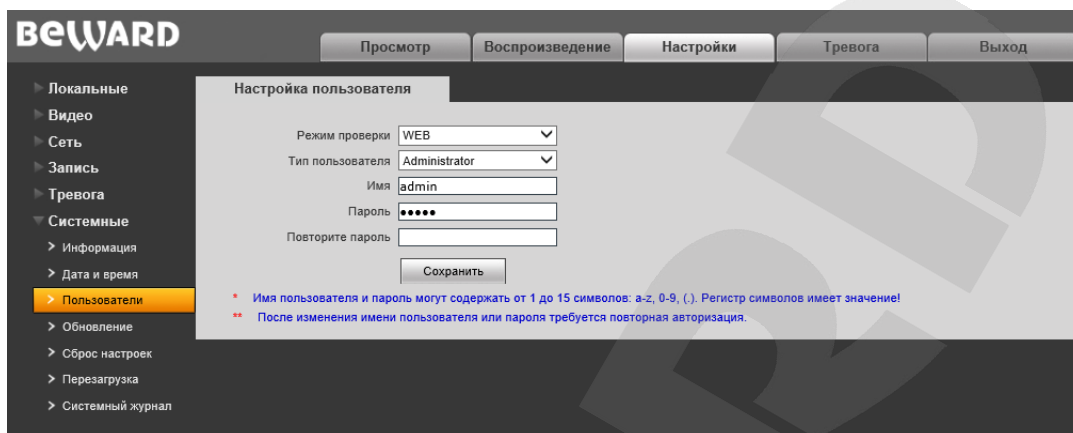 BEWARD
Просмотр
Воспроизведение
Настройки
Тревога
Выход
Локальные
Видео
Сеть
Запись
Тревога
Системные
Информация
Дата и время
Пользователи
Обновление
Сброс настроек
Перезагрузка
Системный журнал
Настройка пользователя
Режим проверки WEB
Тип пользователя Administrator
Имя admin
Пароль •••••
Повторите пароль
Сохранить
* Имя пользователя и пароль могут содержать от 1 до 15 символов: a-z, 0-9, (.). Регистр символов имеет значение!
** После изменения имени пользователя или пароля требуется повторная авторизация.